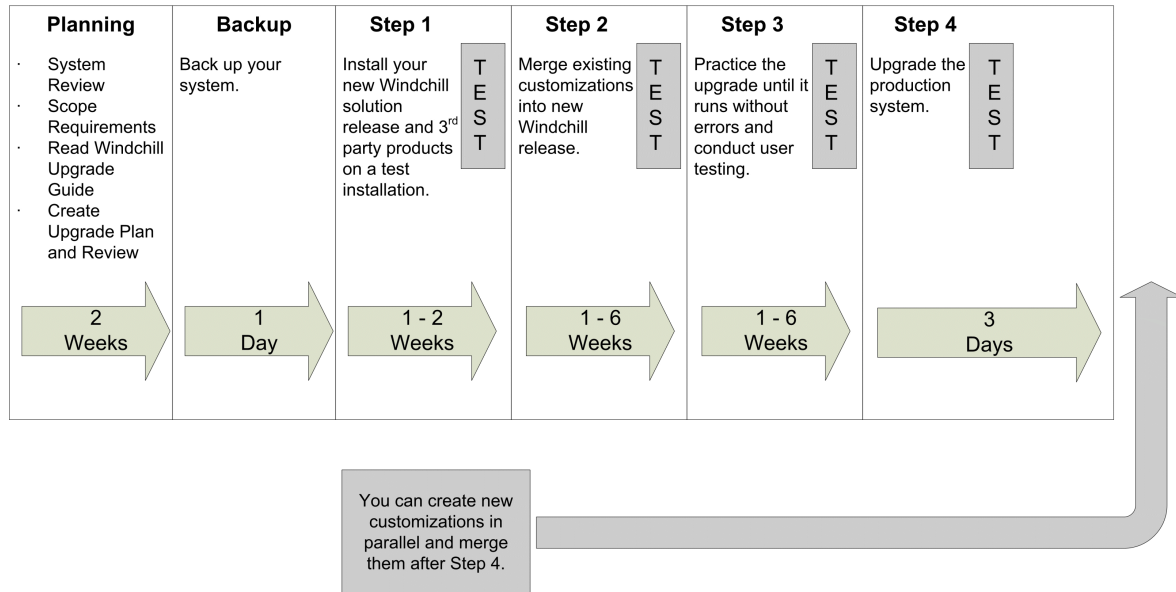 Planning
· System
Review
· Scope
Requirements
· Read Windchill
Upgrade
Guide
· Create
Upgrade Plan
and Review
2
Weeks
Backup
Back up your
system.
1
Day
Step 1
Install your
new Windchill
solution
release and 3rd
party products
on a test
installation.
T
E
S
T
1 - 2
Weeks
Step 2
Merge existing
customizations
into new
Windchill
release.
T
E
S
T
1 - 6
Weeks
Step 3
Practice the
upgrade until it
runs without
errors and
conduct user
testing.
T
E
S
T
1 - 6
Weeks
Step 4
Upgrade the
production
system.
T
E
S
T
3
Days
You can create new
customizations in
parallel and merge
them after Step 4.